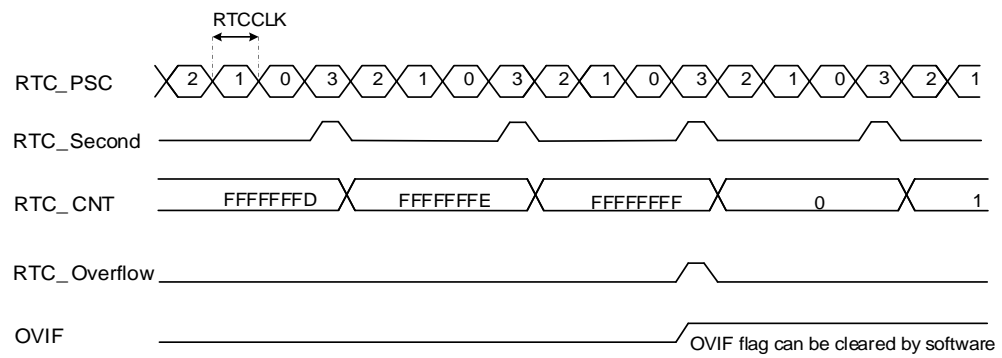 RTCCLK
RTC_PSC 2 1 0 3 2 1 0 3 2 1 0 3 2 1 0 3 2 1
RTC_Second
RTC_CNT FFFFFFFD FFFFFFFE FFFFFFFF 0 1
RTC_Overflow
OVIF OVIF flag can be cleared by software